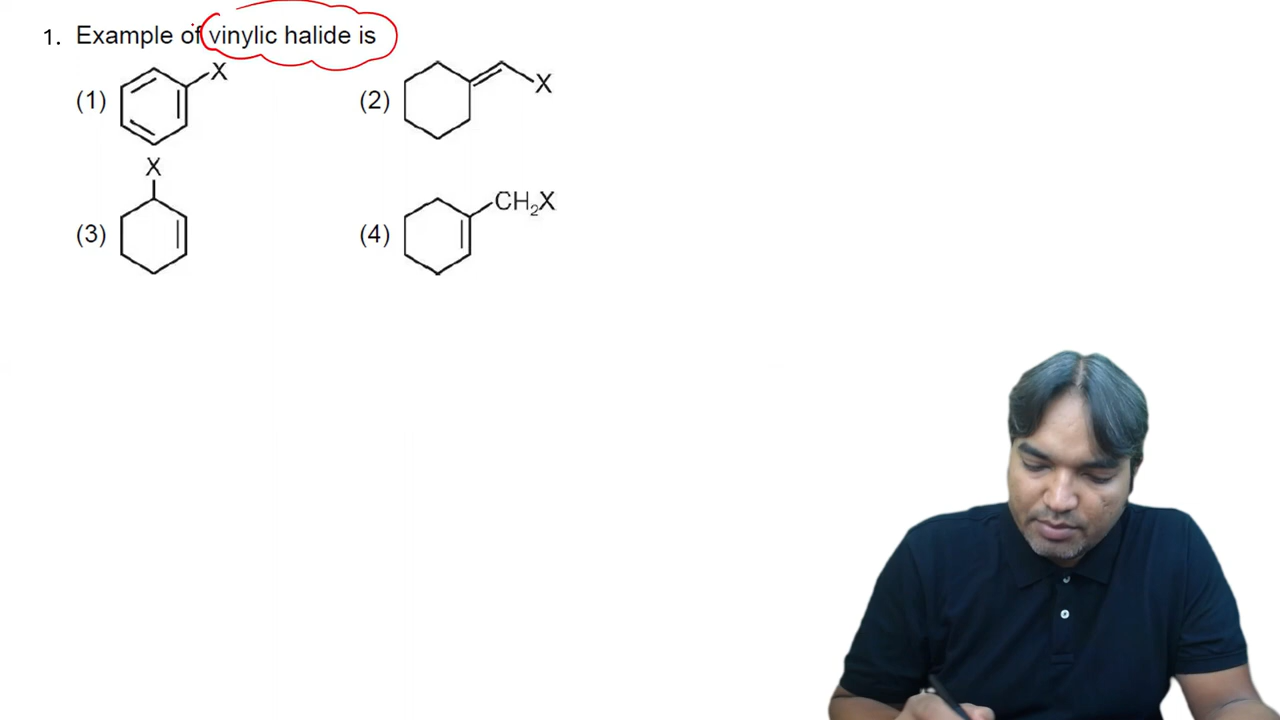 1. Example of vinylic halide is
(1) X
(2) X
X
(3)
(4) CH₂X